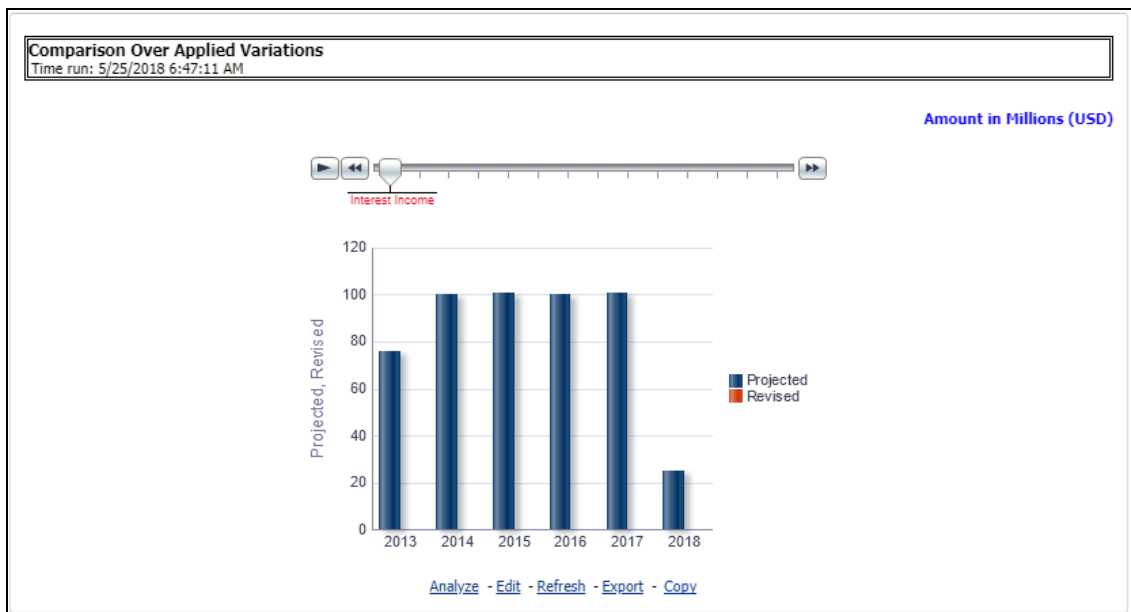 Comparison Over Applied Variations
Time run: 5/25/2018 6:47:11 AM
Amount in Millions (USD)
Interest Income
120
100
80
60
40
20
0
Projected, Revised
2013 2014 2015 2016 2017 2018
Projected
Revised
Analyze - Edit - Refresh - Export - Copy